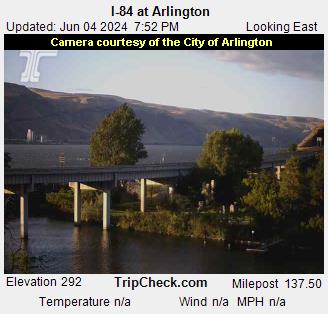 I-84 at Arlington
Updated: Jun 04 2024 7:52 PM Looking East
Camera courtesy of the City of Arlington
Elevation 292 TripCheck.com Milepost 137.50
Temperature n/a Wind n/a MPH n/a